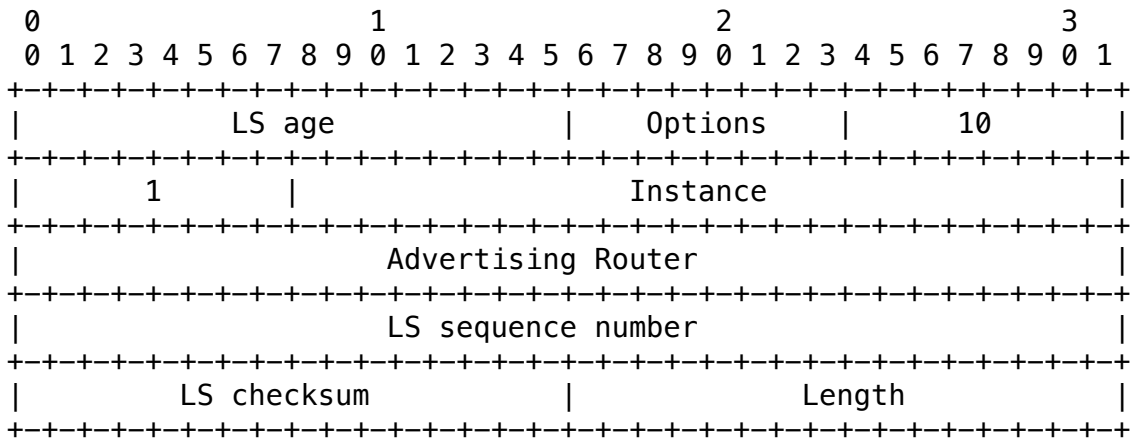 0                   1                   2                   3
 0 1 2 3 4 5 6 7 8 9 0 1 2 3 4 5 6 7 8 9 0 1 2 3 4 5 6 7 8 9 0 1
+-+-+-+-+-+-+-+-+-+-+-+-+-+-+-+-+-+-+-+-+-+-+-+-+-+-+-+-+-+-+-+-+
|            LS age             |    Options    |      10       |
+-+-+-+-+-+-+-+-+-+-+-+-+-+-+-+-+-+-+-+-+-+-+-+-+-+-+-+-+-+-+-+-+
|       1       |                   Instance                    |
+-+-+-+-+-+-+-+-+-+-+-+-+-+-+-+-+-+-+-+-+-+-+-+-+-+-+-+-+-+-+-+-+
|                     Advertising Router                        |
+-+-+-+-+-+-+-+-+-+-+-+-+-+-+-+-+-+-+-+-+-+-+-+-+-+-+-+-+-+-+-+-+
|                     LS sequence number                        |
+-+-+-+-+-+-+-+-+-+-+-+-+-+-+-+-+-+-+-+-+-+-+-+-+-+-+-+-+-+-+-+-+
|         LS checksum           |             Length            |
+-+-+-+-+-+-+-+-+-+-+-+-+-+-+-+-+-+-+-+-+-+-+-+-+-+-+-+-+-+-+-+-+